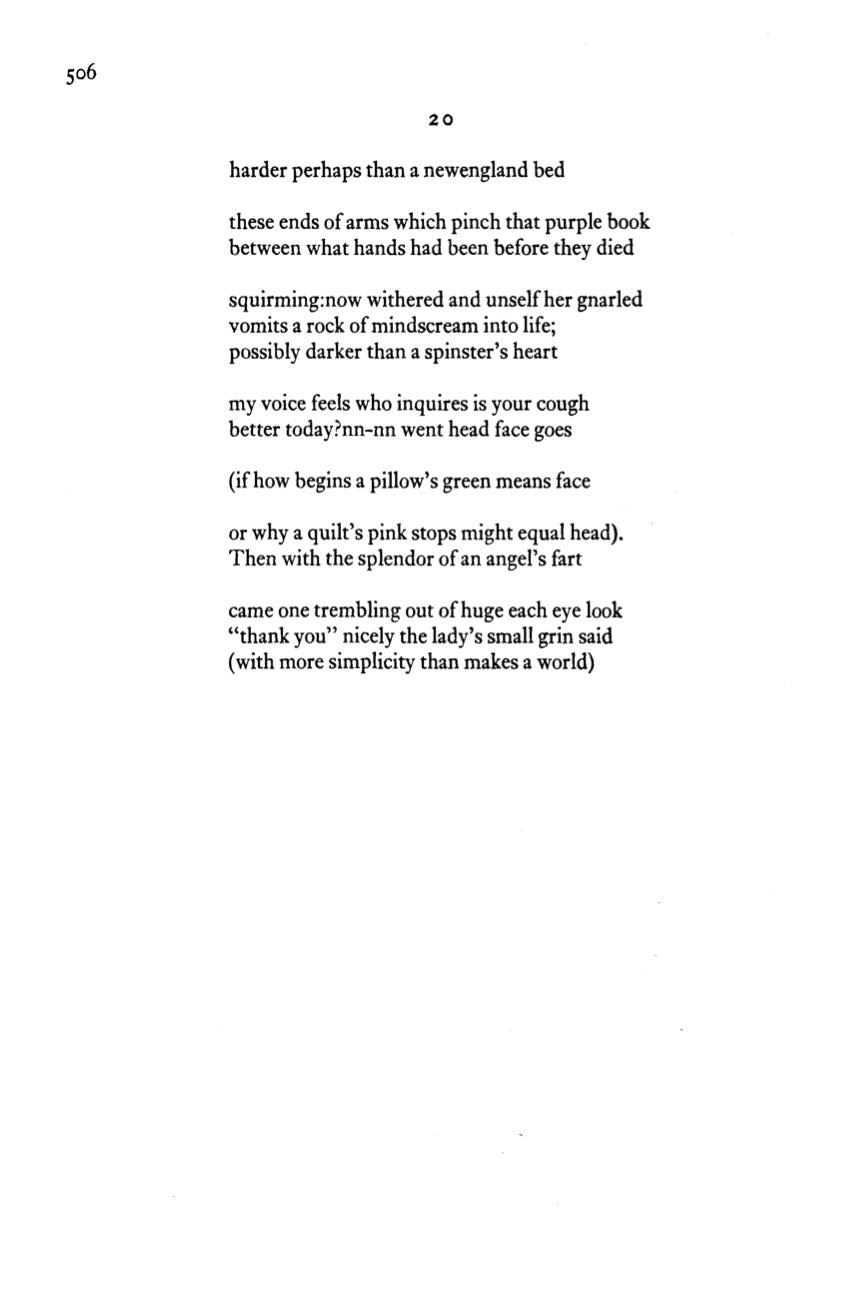 506
20
harder perhaps than a newengland bed
these ends of arms which pinch that purple book
between what hands had been before they died
squirming:now withered and unself her gnarled
vomits a rock of mindscream into life;
possibly darker than a spinster's heart
my voice feels who inquires is your cough
better today?nn-nn went head face goes
(if how begins a pillow's green means face
or why a quilt's pink stops might equal head).
Then with the splendor of an angel's fart
came one trembling out of huge each eye look
“thank you” nicely the lady's small grin said
(with more simplicity than makes a world)